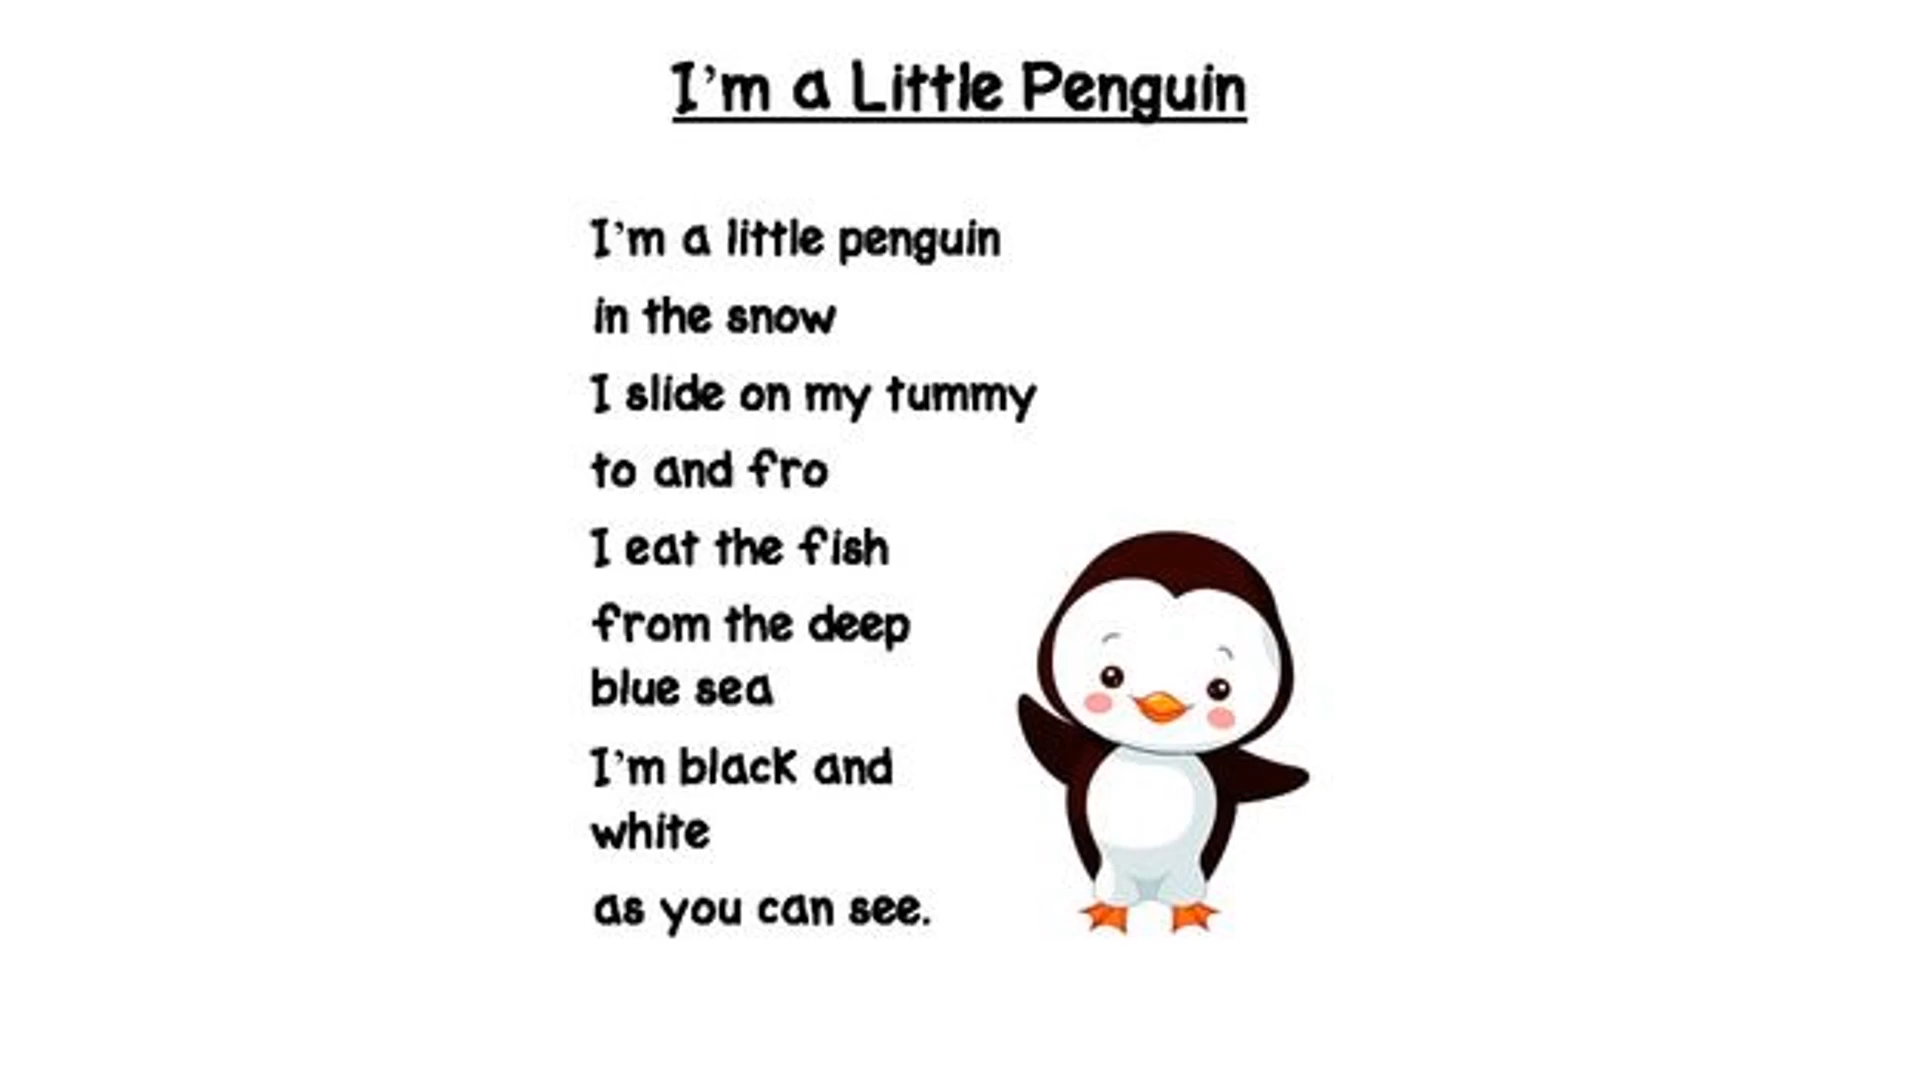 I'm a Little Penguin
I'm a little penguin
in the snow
I slide on my tummy
to and fro
I eat the fish
from the deep
blue sea
I'm black and
white
as you can see.